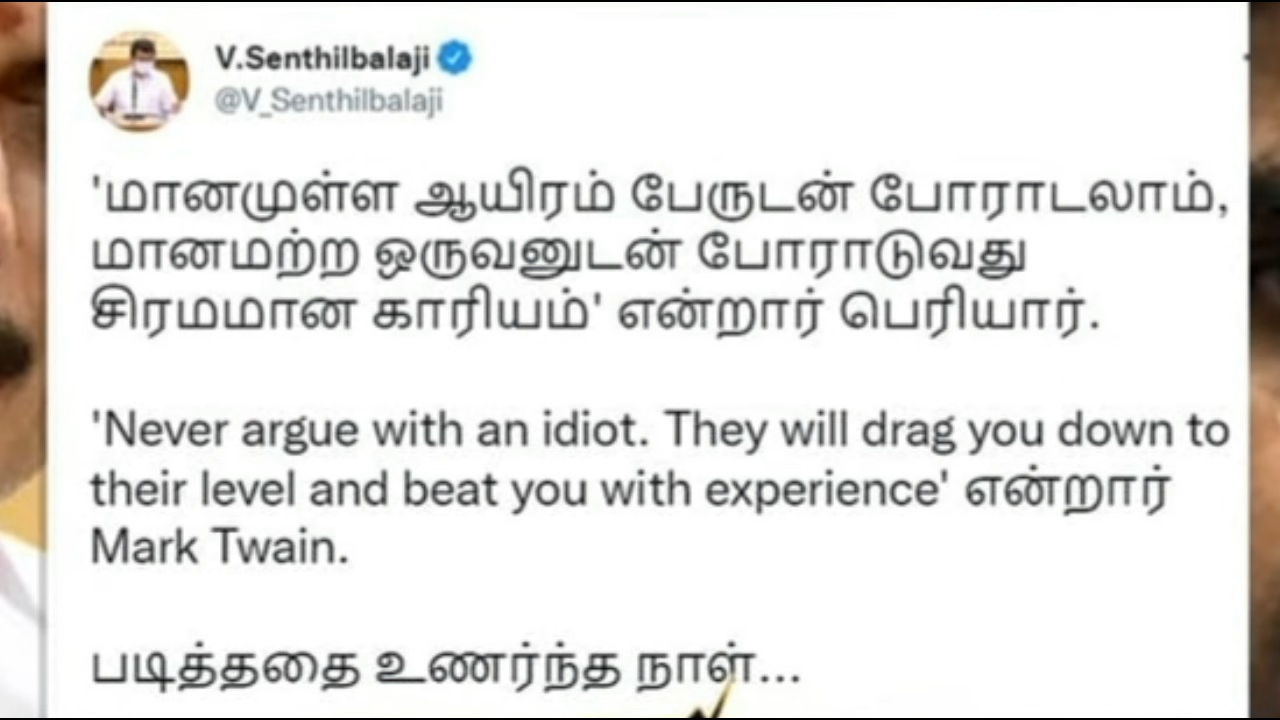 V.Senthilbalaji
@V_Senthilbalaji
'மானமுள்ள ஆயிரம் பேருடன் போராடலாம்,
மானமற்ற ஒருவனுடன் போராடுவது
சிரமமான காரியம்' என்றார் பெரியார்.
'Never argue with an idiot. They will drag you down to
their level and beat you with experience' என்றார்
Mark Twain.
படித்ததை உணர்ந்த நாள்...